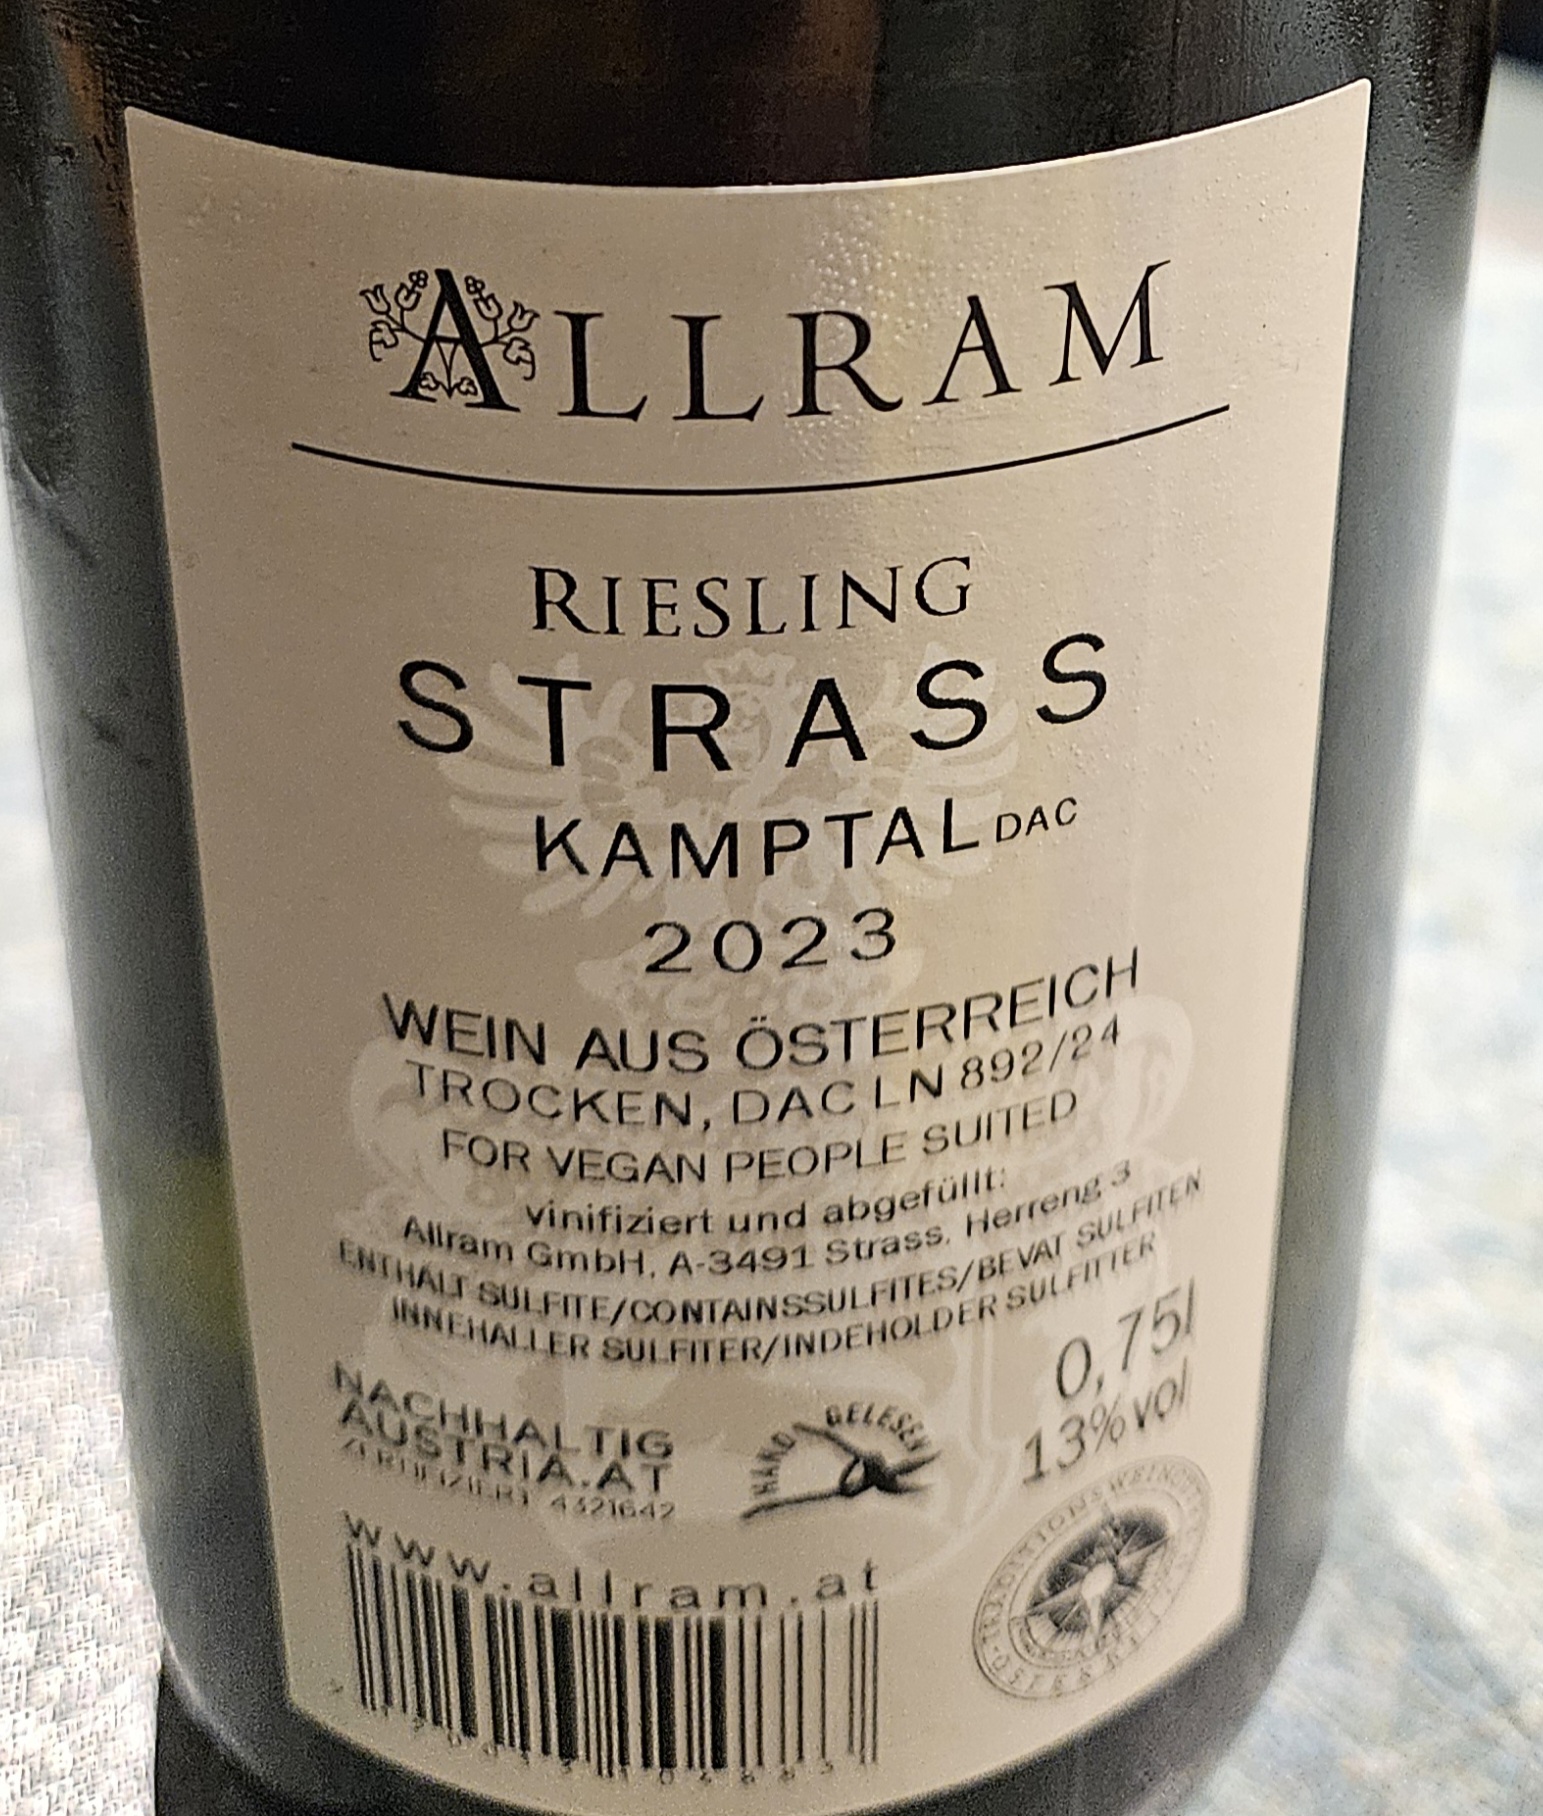 ALLRAM
RIESLING
STRASS
KAMPTAL DAC
2023
WEIN AUS ÖSTERREICH
TROCKEN, DAC LN 892/24
FOR VEGAN PEOPLE SUITED
vinifiziert und abgefüllt:
Allram GmbH, A-3491 Strass, Herreng 3
ENTHÄLT SULFITE/CONTAINSSULFITES/BEVAT SULFITEN
INNEHALLER SULFITER/INDEHOLDER SULFITTER
0,75l
13%vol
NACHHALTIG
AUSTRIA.AT
ZERTIFIZIERT 4321642
HAND GELESEN
www.allram.at
TRADITIONSWEINGÜTER